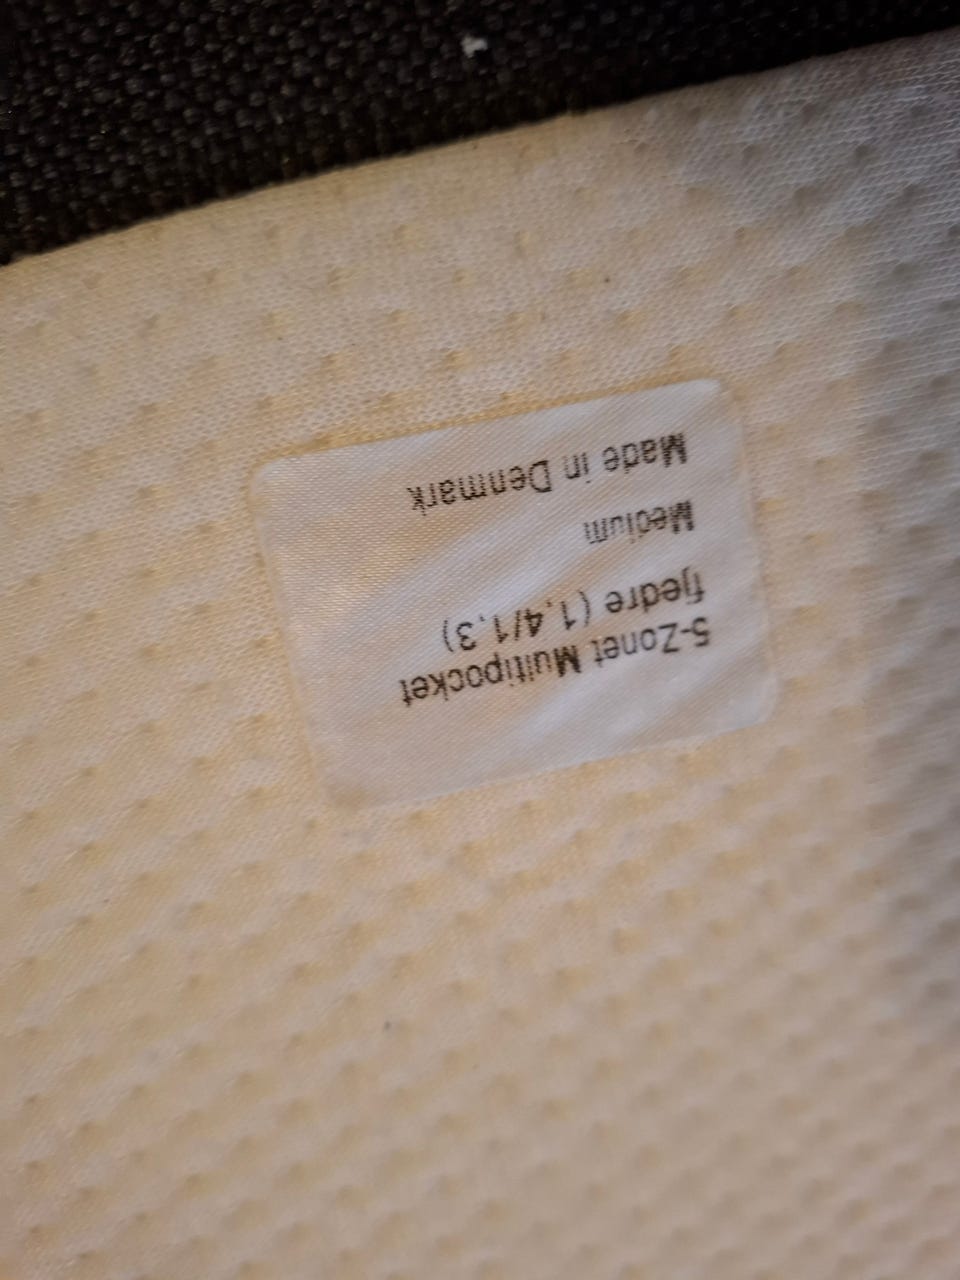 5-Zonet Multipocket
fjedre (1,4/1,3)
Medium
Made in Denmark